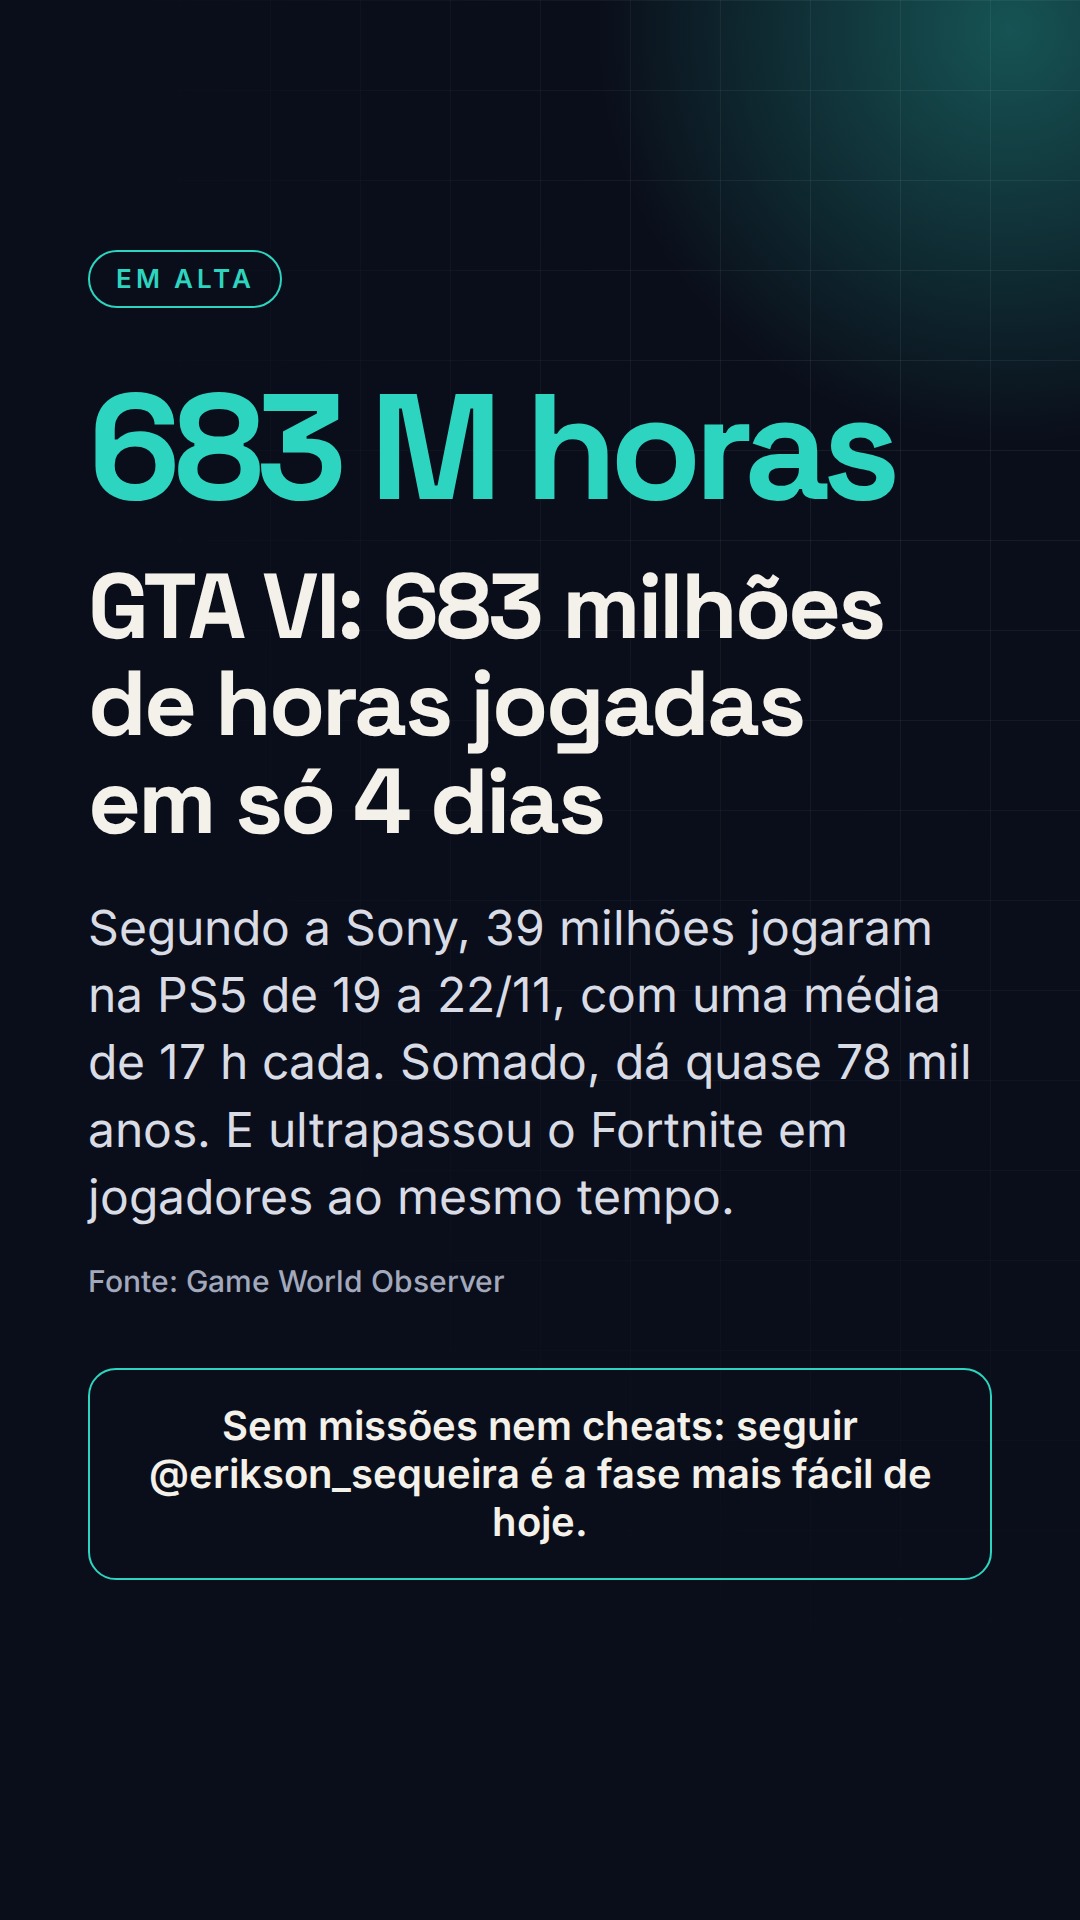 EM ALTA
683 M horas
GTA VI: 683 milhões
de horas jogadas
em só 4 dias
Segundo a Sony, 39 milhões jogaram
na PS5 de 19 a 22/11, com uma média
de 17 h cada. Somado, dá quase 78 mil
anos. E ultrapassou o Fortnite em
jogadores ao mesmo tempo.
Fonte: Game World Observer
Sem missões nem cheats: seguir
@erikson_sequeira é a fase mais fácil de
hoje.